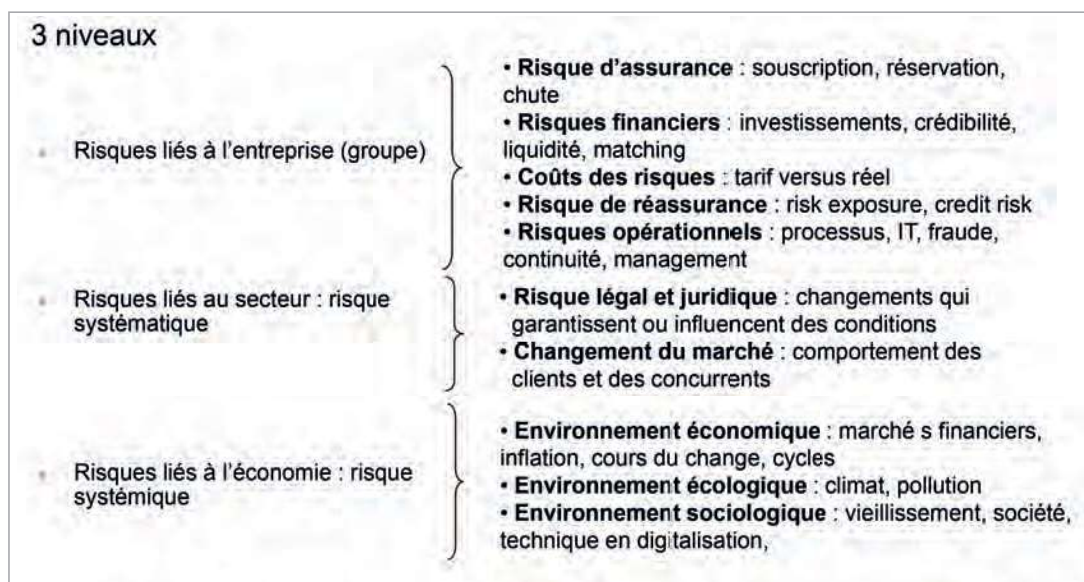 3 niveaux
Risques liés à l'entreprise (groupe)
• Risque d'assurance : souscription, réservation,
chute
• Risques financiers : investissements, crédibilité,
liquidité, matching
• Coûts des risques : tarif versus réel
• Risque de réassurance : risk exposure, credit risk
• Risques opérationnels : processus, IT, fraude,
continuité, management
Risques liés au secteur : risque
systématique
• Risque légal et juridique : changements qui
garantissent ou influencent des conditions
• Changement du marché : comportement des
clients et des concurrents
Risques liés à l'économie : risque
systémique
• Environnement économique : marché s financiers,
inflation, cours du change, cycles
• Environnement écologique : climat, pollution
• Environnement sociologique : vieillissement, société,
technique en digitalisation,